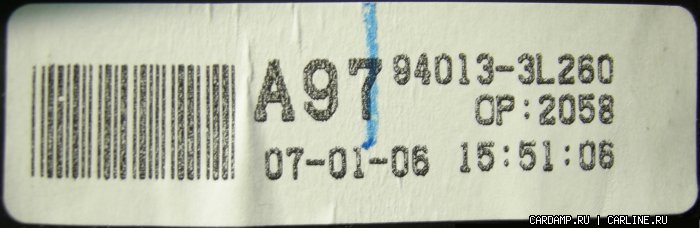 A97 94013-3L260
OP:2058
07-01-06 15:51:06
CARDAMP.RU | CARLINE.RU